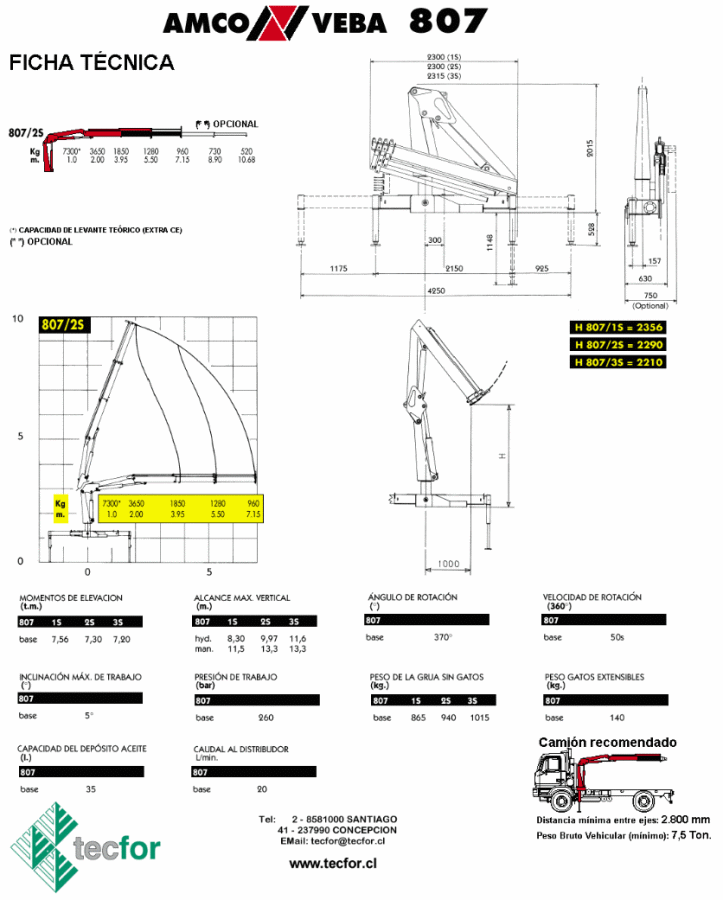 AMCO VEBA 807
FICHA TÉCNICA
(" ") OPCIONAL
807/2S
Kg 7300* 3650 1850 1280 960 730 520
m. 1.0 2.00 3.95 5.50 7.15 8.90 10.68
(*) CAPACIDAD DE LEVANTE TEÓRICO (EXTRA CE)
(" ") OPCIONAL
2300 (1S)
2300 (2S)
2315 (3S)
2015
528
1148
300
1175 2150 925
4250
157
630
750
(Optional)
807/2S
10
5
0
Kg 7300* 3650 1850 1280 960
m. 1.0 2.00 3.95 5.50 7.15
0 5
H
1000
H 807/1S = 2356
H 807/2S = 2290
H 807/3S = 2210
MOMENTOS DE ELEVACION
(t.m.)
807 1S 2S 3S
base 7,56 7,30 7,20
ALCANCE MAX. VERTICAL
(m.)
807 1S 2S 3S
hyd. 8,30 9,97 11,6
man. 11,5 13,3 13,3
ÁNGULO DE ROTACIÓN
(°)
807
base 370°
VELOCIDAD DE ROTACIÓN
(360°)
807
base 50s
INCLINACIÓN MÁX. DE TRABAJO
(°)
807
base 5°
PRESIÓN DE TRABAJO
(bar)
807
base 260
PESO DE LA GRUA SIN GATOS
(kg.)
807 1S 2S 3S
base 865 940 1015
PESO GATOS EXTENSIBLES
(kg.)
807
base 140
CAPACIDAD DEL DEPÓSITO ACEITE
(l.)
807
base 35
CAUDAL AL DISTRIBUDOR
L/min.
807
base 20
Camión recomendado
Distancia mínima entre ejes: 2.800 mm
Peso Bruto Vehicular (mínimo): 7,5 Ton.
tecfor
Tel: 2 - 8581000 SANTIAGO
41 - 237990 CONCEPCION
EMail: tecfor@tecfor.cl
www.tecfor.cl